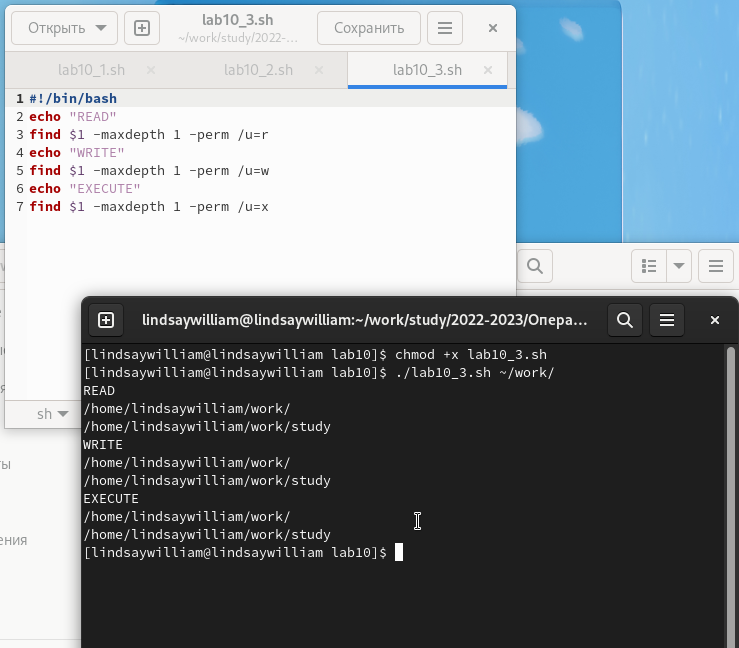 Открыть
lab10_3.sh
~/work/study/2022-...
Сохранить
lab10_1.sh
lab10_2.sh
lab10_3.sh
1 #!/bin/bash
2 echo "READ"
3 find $1 -maxdepth 1 -perm /u=r
4 echo "WRITE"
5 find $1 -maxdepth 1 -perm /u=w
6 echo "EXECUTE"
7 find $1 -maxdepth 1 -perm /u=x
sh
lindsaywilliam@lindsaywilliam:~/work/study/2022-2023/Опера...
[lindsaywilliam@lindsaywilliam lab10]$ chmod +x lab10_3.sh
[lindsaywilliam@lindsaywilliam lab10]$ ./lab10_3.sh ~/work/
READ
/home/lindsaywilliam/work/
/home/lindsaywilliam/work/study
WRITE
/home/lindsaywilliam/work/
/home/lindsaywilliam/work/study
EXECUTE
/home/lindsaywilliam/work/
/home/lindsaywilliam/work/study
[lindsaywilliam@lindsaywilliam lab10]$